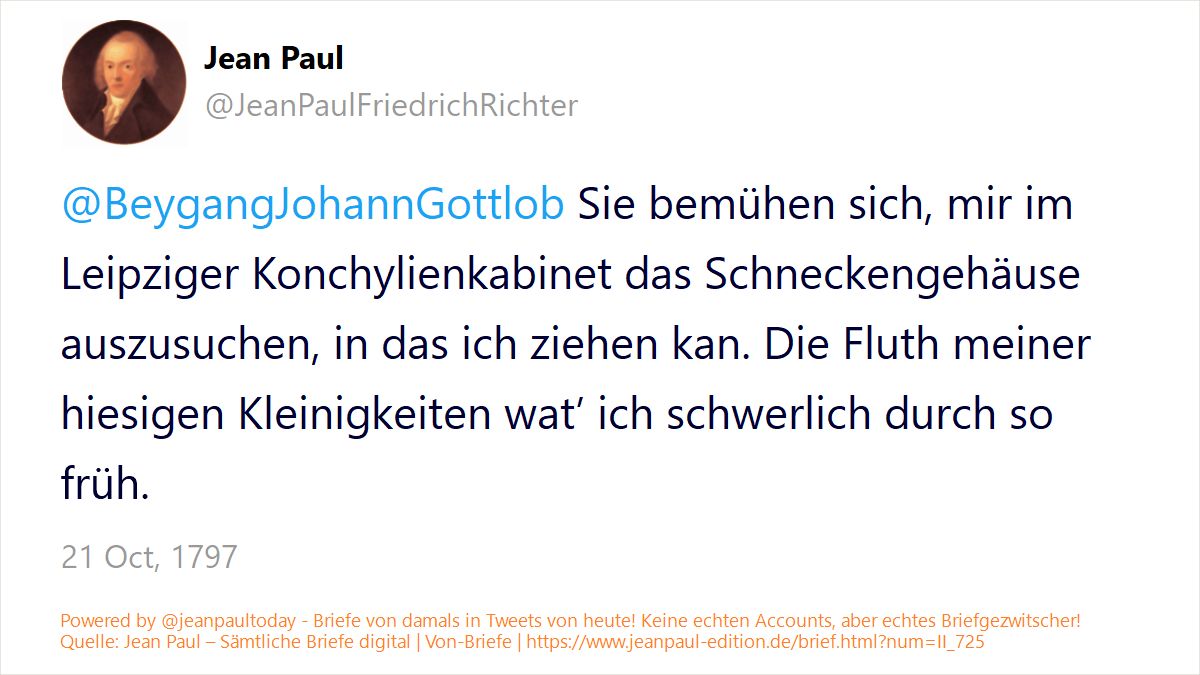 Jean Paul
@JeanPaulFriedrichRichter
@BeygangJohannGottlob Sie bemühen sich, mir im
Leipziger Konchylienkabinet das Schneckengehäuse
auszusuchen, in das ich ziehen kan. Die Fluth meiner
hiesigen Kleinigkeiten wat’ ich schwerlich durch so
früh.
21 Oct, 1797
Powered by @jeanpaultoday - Briefe von damals in Tweets von heute! Keine echten Accounts, aber echtes Briefgezwitscher!
Quelle: Jean Paul – Sämtliche Briefe digital | Von-Briefe | https://www.jeanpaul-edition.de/brief.html?num=II_725